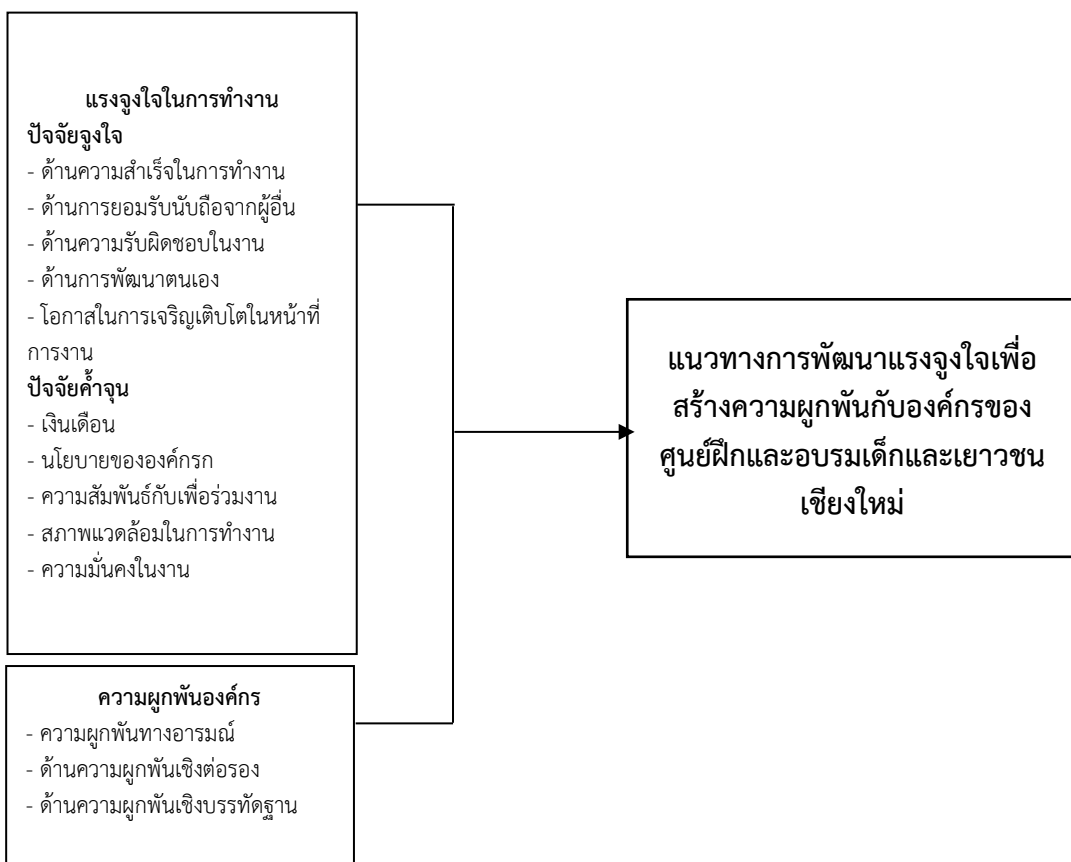 แรงจูงใจในการทำงาน
ปัจจัยจูงใจ
- ด้านความสำเร็จในการทำงาน
- ด้านการยอมรับนับถือจากผู้อื่น
- ด้านความรับผิดชอบในงาน
- ด้านการพัฒนาตนเอง
- โอกาสในการเจริญเติบโตในหน้าที่
การงาน
ปัจจัยค้ำจุน
- เงินเดือน
- นโยบายขององค์กรก
- ความสัมพันธ์กับเพื่อร่วมงาน
- สภาพแวดล้อมในการทำงาน
- ความมั่นคงในงาน
ความผูกพันองค์กร
- ความผูกพันทางอารมณ์
- ด้านความผูกพันเชิงต่อรอง
- ด้านความผูกพันเชิงบรรทัดฐาน
แนวทางการพัฒนาแรงจูงใจเพื่อ
สร้างความผูกพันกับองค์กรของ
ศูนย์ฝึกและอบรมเด็กและเยาวชน
เชียงใหม่